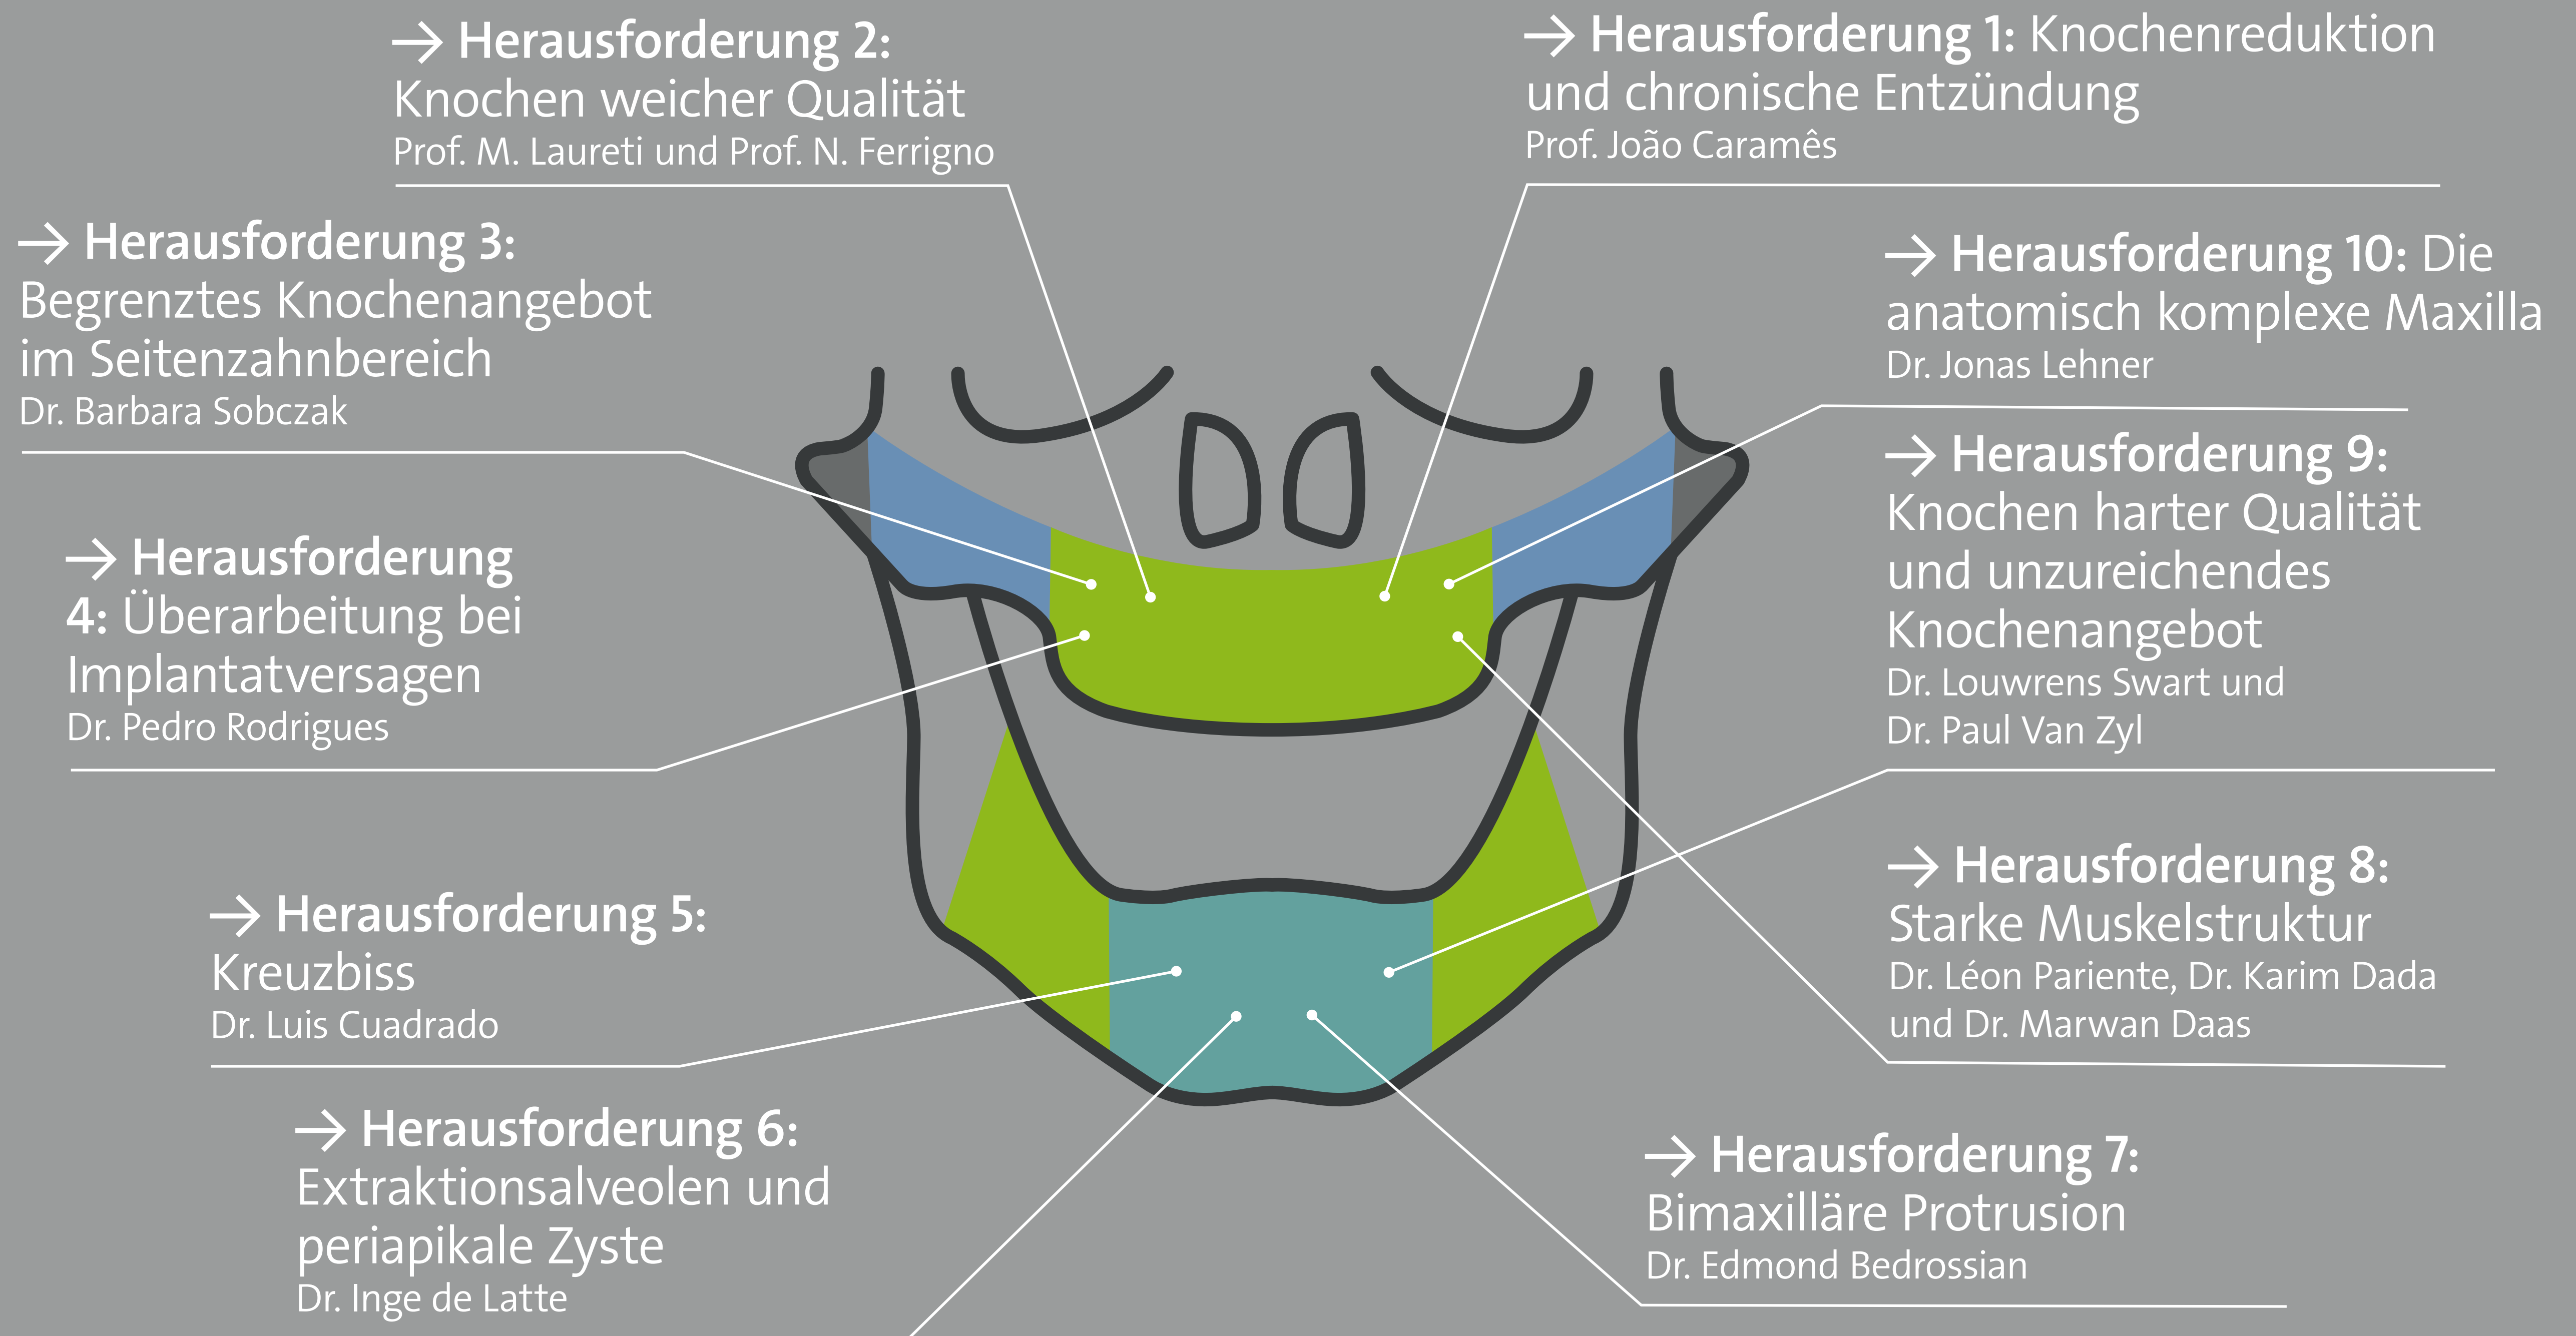 → Herausforderung 2:
Knochen weicher Qualität
Prof. M. Laureti und Prof. N. Ferrigno
→ Herausforderung 1: Knochenreduktion
und chronische Entzündung
Prof. João Caramês
→ Herausforderung 3:
Begrenztes Knochenangebot
im Seitenzahnbereich
Dr. Barbara Sobczak
→ Herausforderung 10: Die
anatomisch komplexe Maxilla
Dr. Jonas Lehner
→ Herausforderung
4: Überarbeitung bei
Implantatversagen
Dr. Pedro Rodrigues
→ Herausforderung 9:
Knochen harter Qualität
und unzureichendes
Knochenangebot
Dr. Louwrens Swart und
Dr. Paul Van Zyl
→ Herausforderung 5:
Kreuzbiss
Dr. Luis Cuadrado
→ Herausforderung 8:
Starke Muskelstruktur
Dr. Léon Pariente, Dr. Karim Dada
und Dr. Marwan Daas
→ Herausforderung 6:
Extraktionsalveolen und
periapikale Zyste
Dr. Inge de Latte
→ Herausforderung 7:
Bimaxilläre Protrusion
Dr. Edmond Bedrossian